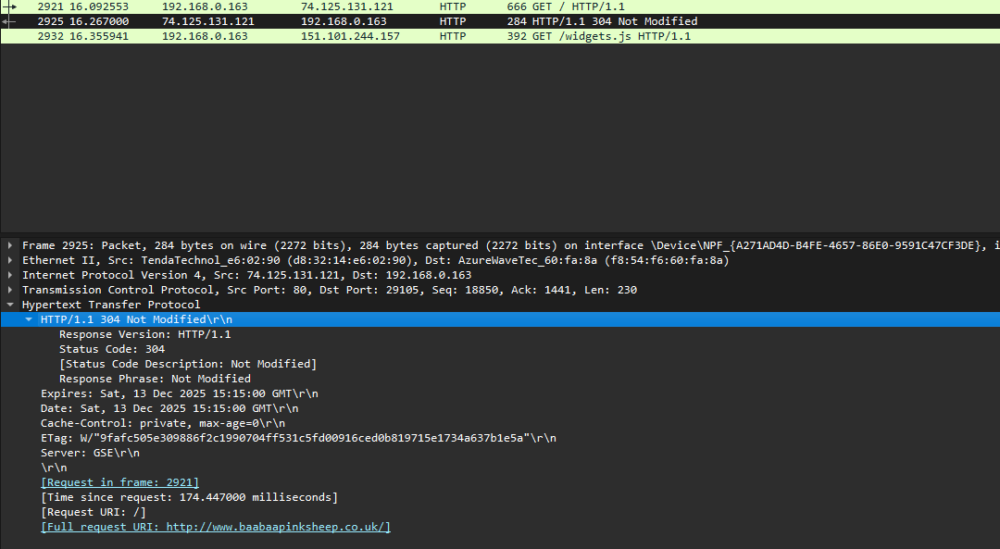 2921 16.092553 192.168.0.163 74.125.131.121 HTTP 666 GET / HTTP/1.1
2925 16.267000 74.125.131.121 192.168.0.163 HTTP 284 HTTP/1.1 304 Not Modified
2932 16.355941 192.168.0.163 151.101.244.157 HTTP 392 GET /widgets.js HTTP/1.1
Frame 2925: Packet, 284 bytes on wire (2272 bits), 284 bytes captured (2272 bits) on interface \Device\NPF_{A271AD4D-B4FE-4657-86E0-9591C47CF3DE}, i
Ethernet II, Src: TendaTechnol_e6:02:90 (d8:32:14:e6:02:90), Dst: AzureWaveTec_60:fa:8a (f8:54:f6:60:fa:8a)
Internet Protocol Version 4, Src: 74.125.131.121, Dst: 192.168.0.163
Transmission Control Protocol, Src Port: 80, Dst Port: 29105, Seq: 18850, Ack: 1441, Len: 230
Hypertext Transfer Protocol
HTTP/1.1 304 Not Modified\r\n
Response Version: HTTP/1.1
Status Code: 304
[Status Code Description: Not Modified]
Response Phrase: Not Modified
Expires: Sat, 13 Dec 2025 15:15:00 GMT\r\n
Date: Sat, 13 Dec 2025 15:15:00 GMT\r\n
Cache-Control: private, max-age=0\r\n
ETag: W/"9fafc505e309886f2c1990704ff531c5fd00916ced0b819715e1734a637b1e5a"\r\n
Server: GSE\r\n
\r\n
[Request in frame: 2921]
[Time since request: 174.447000 milliseconds]
[Request URI: /]
[Full request URI: http://www.baabaapinksheep.co.uk/]